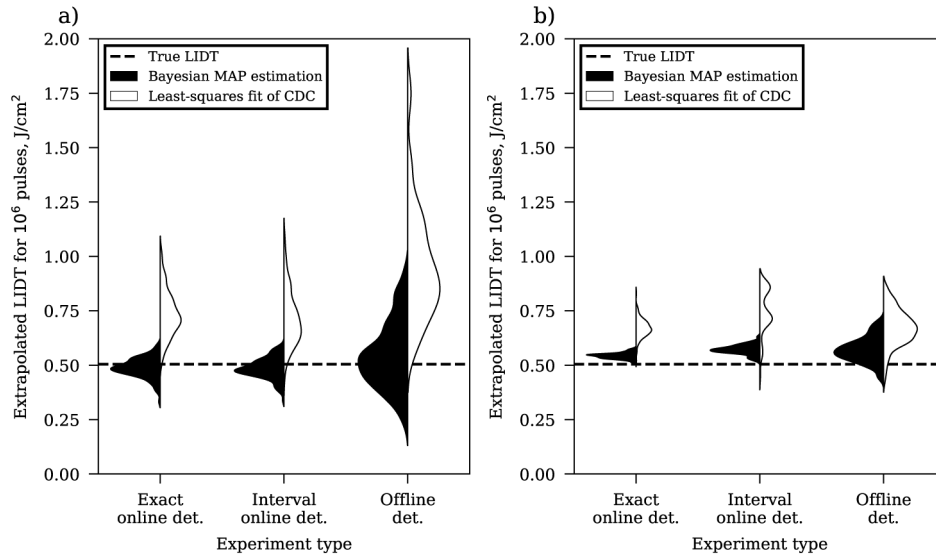 a)
Extrapolated LIDT for 10⁶ pulses, J/cm²
2.00
1.75
1.50
1.25
1.00
0.75
0.50
0.25
0.00
True LIDT
Bayesian MAP estimation
Least-squares fit of CDC
Exact
online det.
Interval
online det.
Offline
det.
Experiment type
b)
Extrapolated LIDT for 10⁶ pulses, J/cm²
2.00
1.75
1.50
1.25
1.00
0.75
0.50
0.25
0.00
True LIDT
Bayesian MAP estimation
Least-squares fit of CDC
Exact
online det.
Interval
online det.
Offline
det.
Experiment type